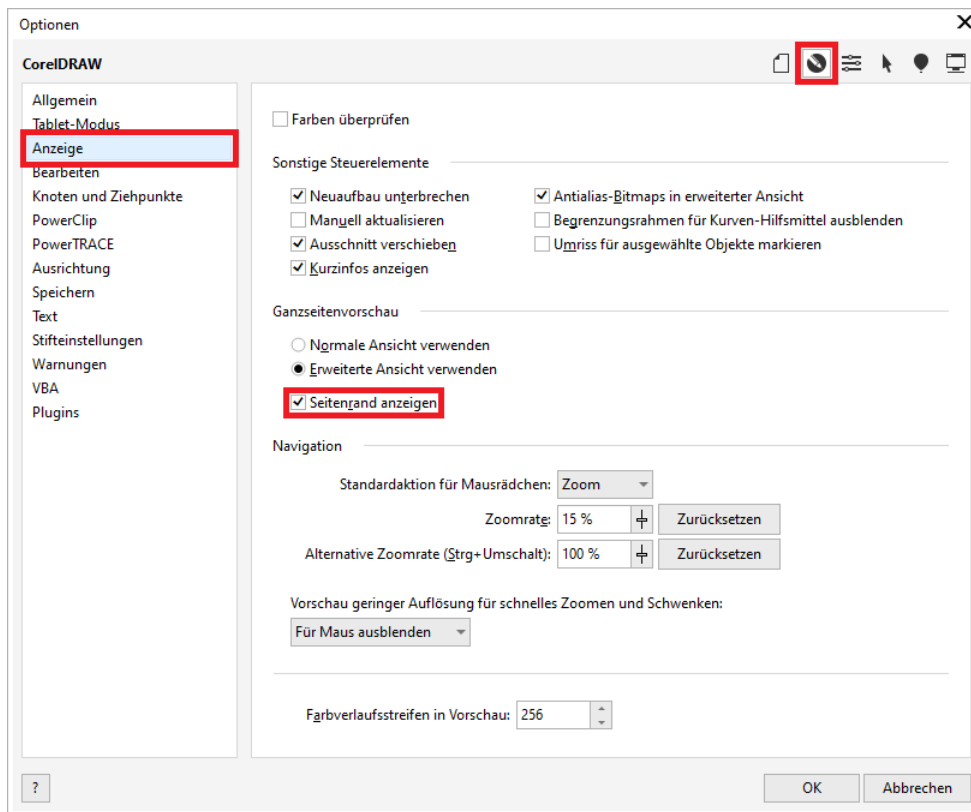 Optionen
CorelDRAW
Allgemein
Tablet-Modus
Anzeige
Bearbeiten
Knoten und Ziehpunkte
PowerClip
PowerTRACE
Ausrichtung
Speichern
Text
Stifteinstellungen
Warnungen
VBA
Plugins
Farben überprüfen
Sonstige Steuerelemente
Neuaufbau unterbrechen
Manuell aktualisieren
Ausschnitt verschieben
Kurzinfos anzeigen
Antialias-Bitmaps in erweiterter Ansicht
Begrenzungsrahmen für Kurven-Hilfsmittel ausblenden
Umriss für ausgewählte Objekte markieren
Ganzseitenvorschau
Normale Ansicht verwenden
Erweiterte Ansicht verwenden
Seitenrand anzeigen
Navigation
Standardaktion für Mausrädchen: Zoom
Zoomrate: 15 % Zurücksetzen
Alternative Zoomrate (Strg+Umschalt): 100 % Zurücksetzen
Vorschau geringer Auflösung für schnelles Zoomen und Schwenken:
Für Maus ausblenden
Farbverlaufsstreifen in Vorschau: 256
? OK Abbrechen